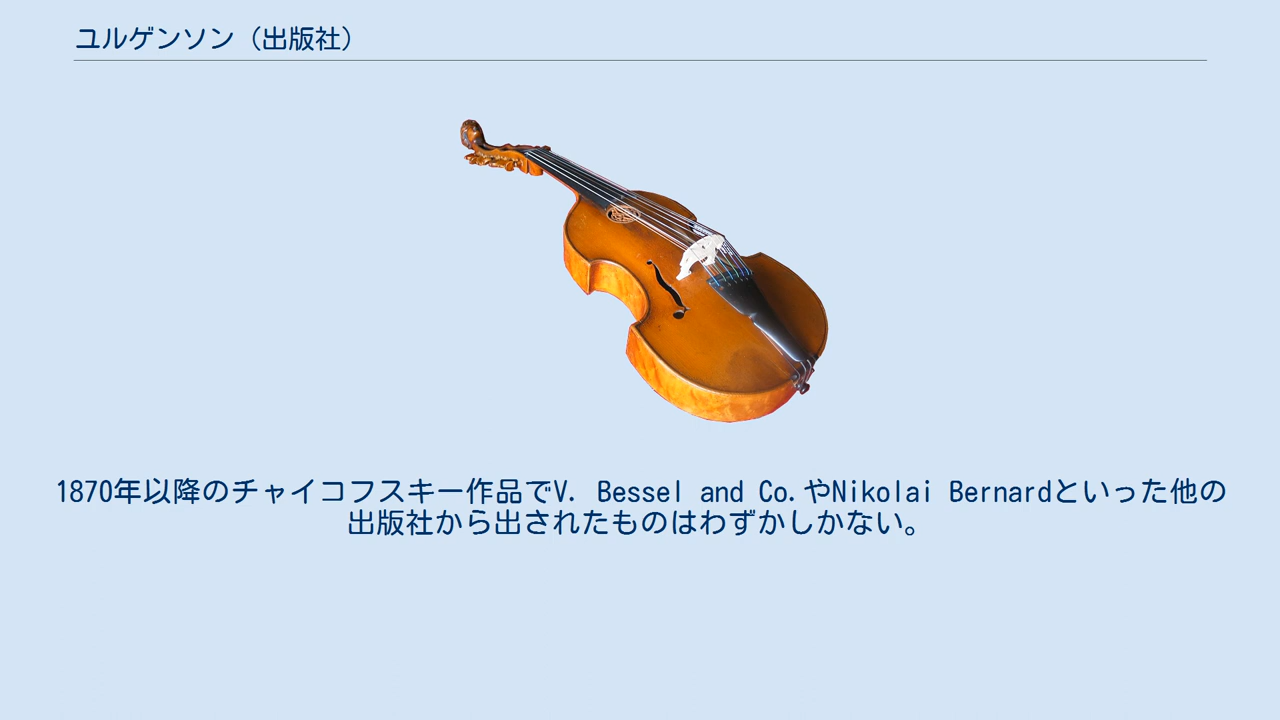 ユルゲンソン（出版社）
1870年以降のチャイコフスキー作品でV. Bessel and Co.やNikolai Bernardといった他の
出版社から出されたものはわずかしかない。